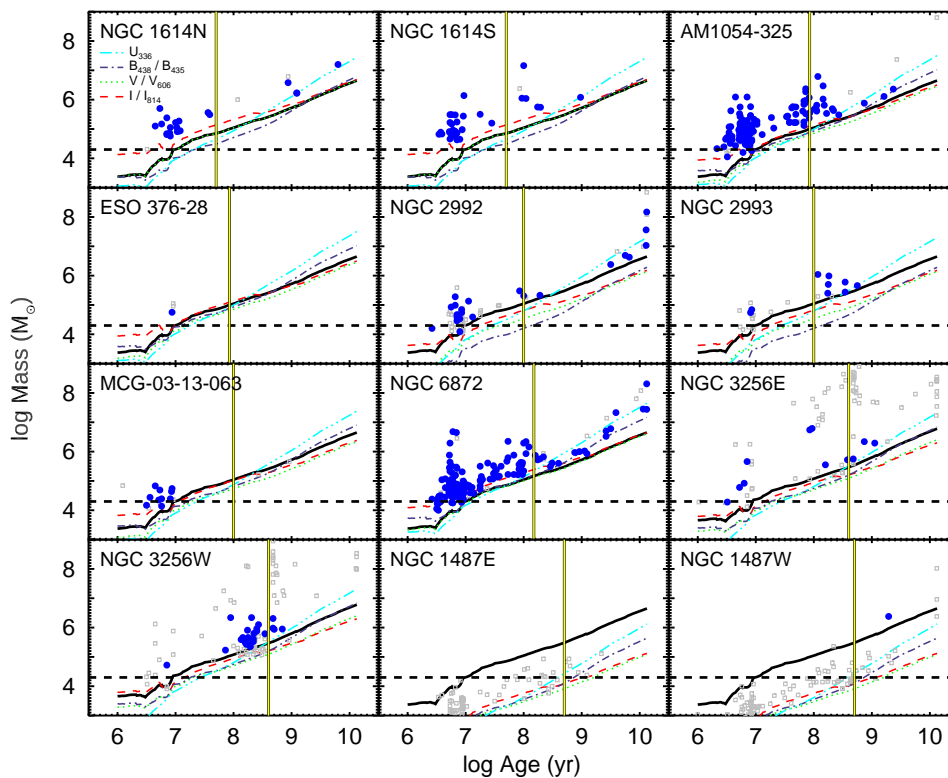 NGC 1614N
NGC 1614S
AM1054-325
U336
B438 / B435
V / V606
I / I814
8
6
4
ESO 376-28
NGC 2992
NGC 2993
8
6
4
log Mass (M⊙)
MCG-03-13-063
NGC 6872
NGC 3256E
8
6
4
NGC 3256W
NGC 1487E
NGC 1487W
8
6
4
6 7 8 9 10 6 7 8 9 10 6 7 8 9 10
log Age (yr)